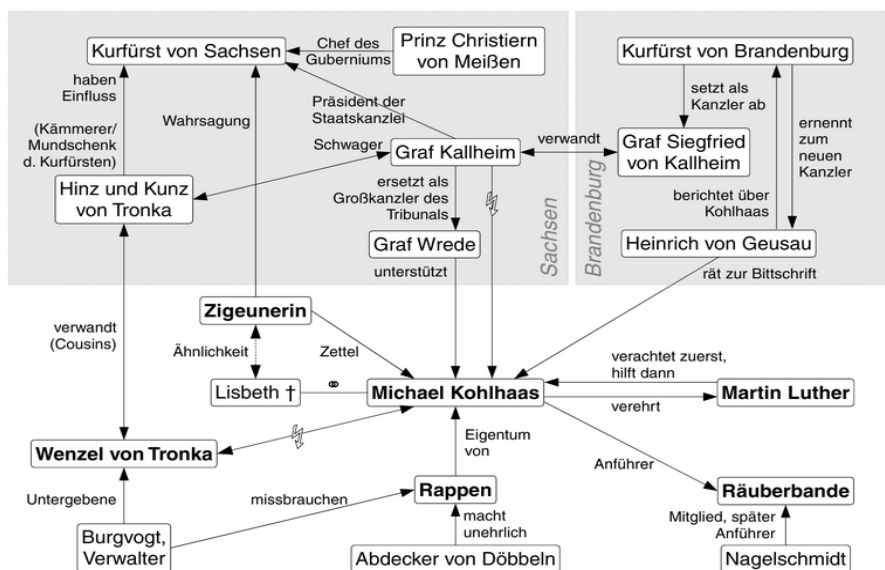 Kurfürst von Sachsen
Chef des
Guberniums
Prinz Christiern
von Meißen
Kurfürst von Brandenburg
haben
Einfluss
(Kämmerer/
Mundschenk
d. Kurfürsten)
Wahrsagung
Präsident der
Staatskanzlei
setzt als
Kanzler ab
ernennt
zum
neuen
Kanzler
Schwager
Graf Kallheim
verwandt
Graf Siegfried
von Kallheim
Hinz und Kunz
von Tronka
ersetzt als
Großkanzler des
Tribunals
berichtet über
Kohlhaas
Graf Wrede
Sachsen
Brandenburg
Heinrich von Geusau
unterstützt
rät zur Bittschrift
Zigeunerin
verwandt
(Cousins)
Ähnlichkeit
Zettel
verachtet zuerst,
hilft dann
Lisbeth †
⚭
Michael Kohlhaas
Martin Luther
verehrt
Wenzel von Tronka
Eigentum
von
Anführer
Untergebene
missbrauchen
Rappen
Räuberbande
Burgvogt,
Verwalter
macht
unehrlich
Mitglied, später
Anführer
Abdecker von Döbbeln
Nagelschmidt